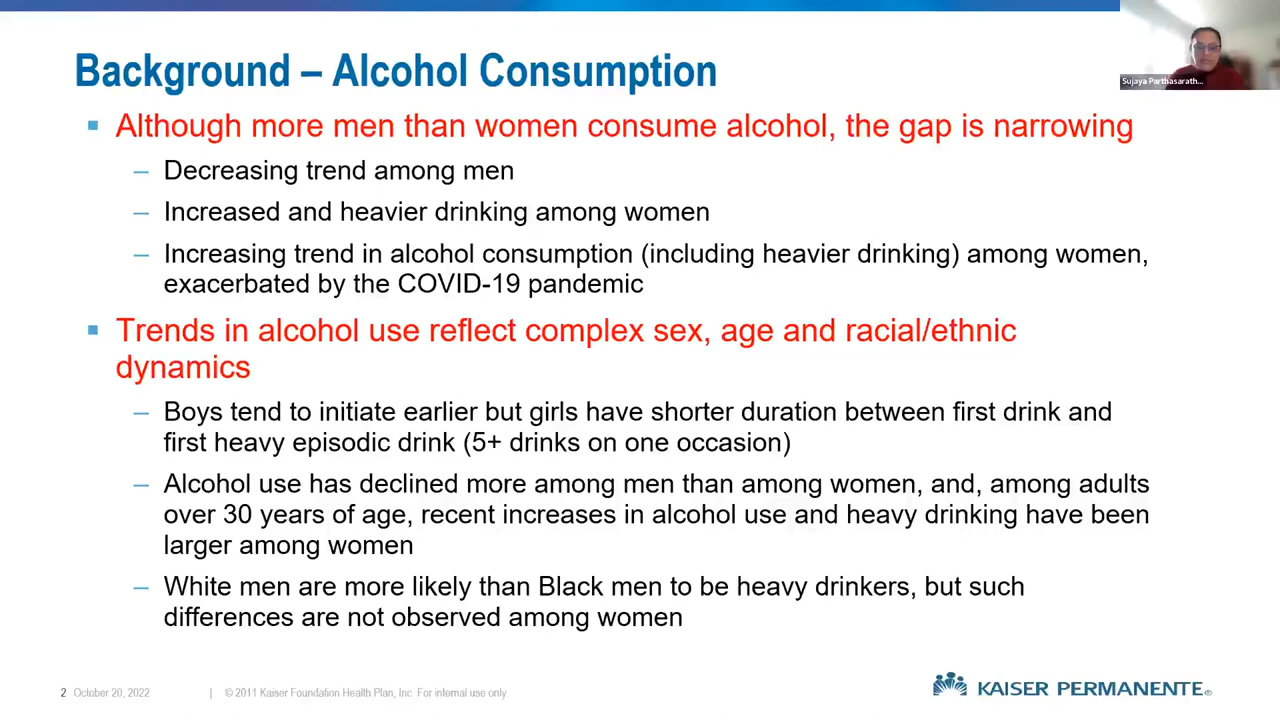 Background – Alcohol Consumption
Sujaya Parthasarath...
▪ Although more men than women consume alcohol, the gap is narrowing
– Decreasing trend among men
– Increased and heavier drinking among women
– Increasing trend in alcohol consumption (including heavier drinking) among women,
exacerbated by the COVID-19 pandemic
▪ Trends in alcohol use reflect complex sex, age and racial/ethnic
dynamics
– Boys tend to initiate earlier but girls have shorter duration between first drink and
first heavy episodic drink (5+ drinks on one occasion)
– Alcohol use has declined more among men than among women, and, among adults
over 30 years of age, recent increases in alcohol use and heavy drinking have been
larger among women
– White men are more likely than Black men to be heavy drinkers, but such
differences are not observed among women
2 October 20, 2022 | © 2011 Kaiser Foundation Health Plan, Inc. For internal use only.
KAISER PERMANENTE®